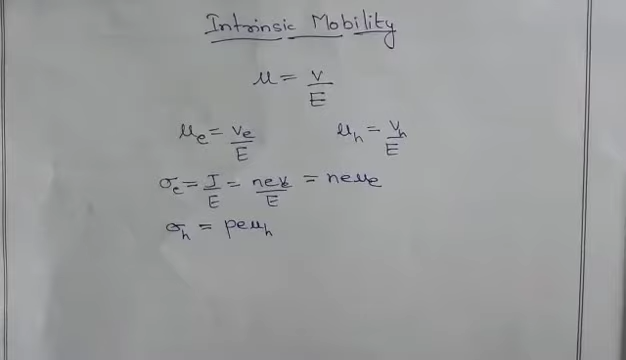 Intrinsic Mobility
μ = v/E
μe = ve/E μh = vh/E
σe = J/E = neve/E = neμe
σh = peμh